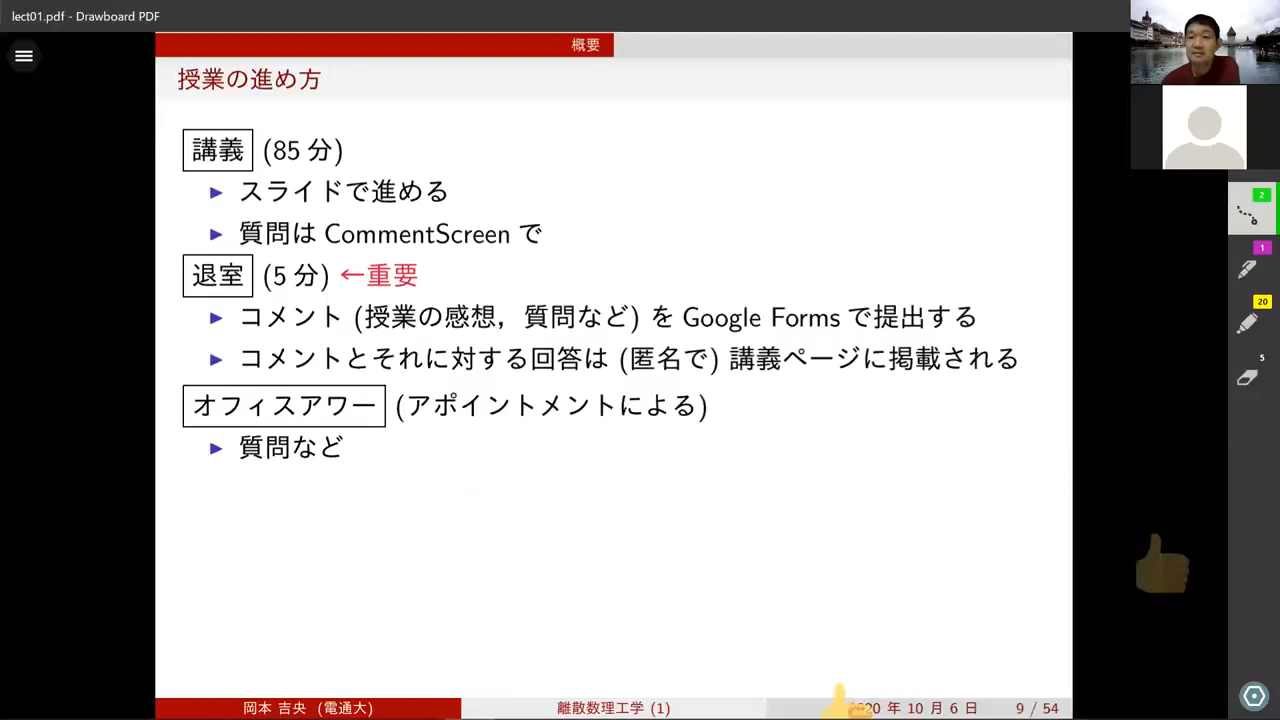 lect01.pdf - Drawboard PDF
概要
授業の進め方
講義 (85 分)
▶ スライドで進める
▶ 質問は CommentScreen で
退室 (5 分) ←重要
▶ コメント (授業の感想，質問など) を Google Forms で提出する
▶ コメントとそれに対する回答は (匿名で) 講義ページに掲載される
オフィスアワー (アポイントメントによる)
▶ 質問など
2
1
20
5
岡本 吉央 (電通大) 離散数理工学 (1) 20 年 10 月 6 日 9 / 54